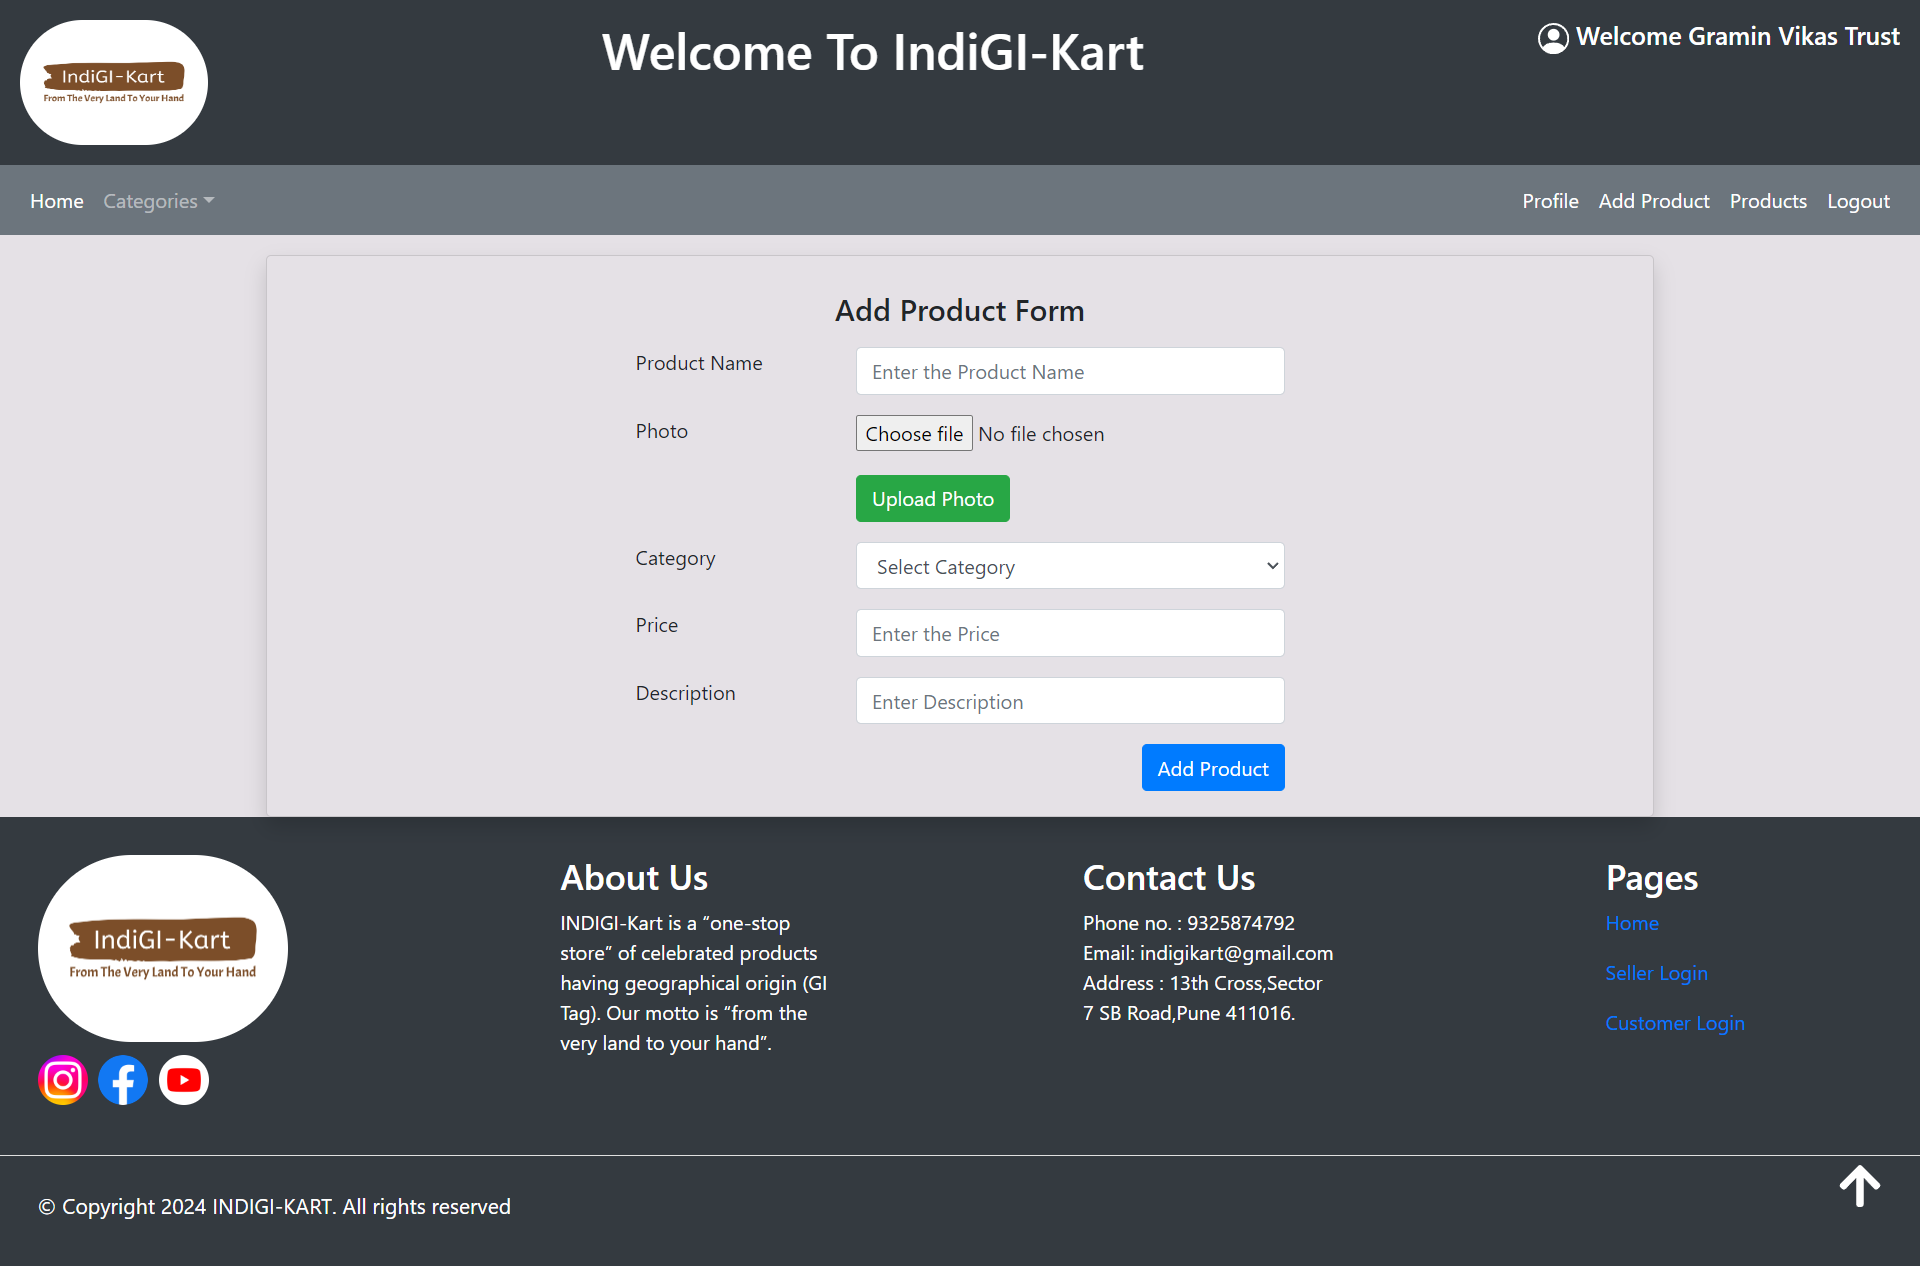 IndiGI-Kart
From The Very Land To Your Hand
Welcome To IndiGI-Kart
Welcome Gramin Vikas Trust
Home
Categories
Profile
Add Product
Products
Logout
Add Product Form
Product Name
Enter the Product Name
Photo
Choose file No file chosen
Upload Photo
Category
Select Category
Price
Enter the Price
Description
Enter Description
Add Product
IndiGI-Kart
From The Very Land To Your Hand
About Us
INDIGI-Kart is a “one-stop
store” of celebrated products
having geographical origin (GI
Tag). Our motto is “from the
very land to your hand”.
Contact Us
Phone no. : 9325874792
Email: indigikart@gmail.com
Address : 13th Cross,Sector
7 SB Road,Pune 411016.
Pages
Home
Seller Login
Customer Login
© Copyright 2024 INDIGI-KART. All rights reserved